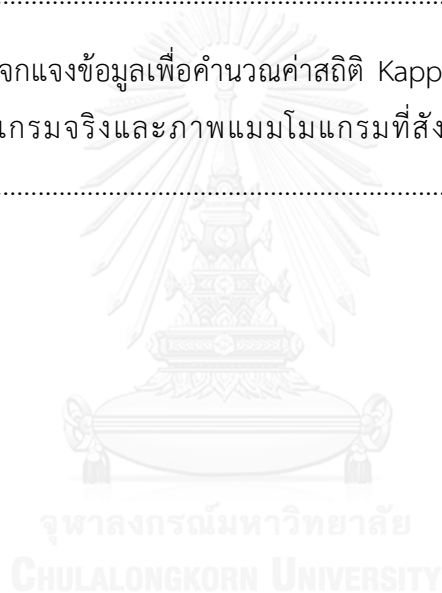 ................................................................
จกแจงข้อมูลเพื่อคำนวณค่าสถิติ Kapp
แกรมจริงและภาพแมมโมแกรมที่สัง
................................................................
จุฬาลงกรณ์มหาวิทยาลัย
CHULALONGKORN UNIVERSITY